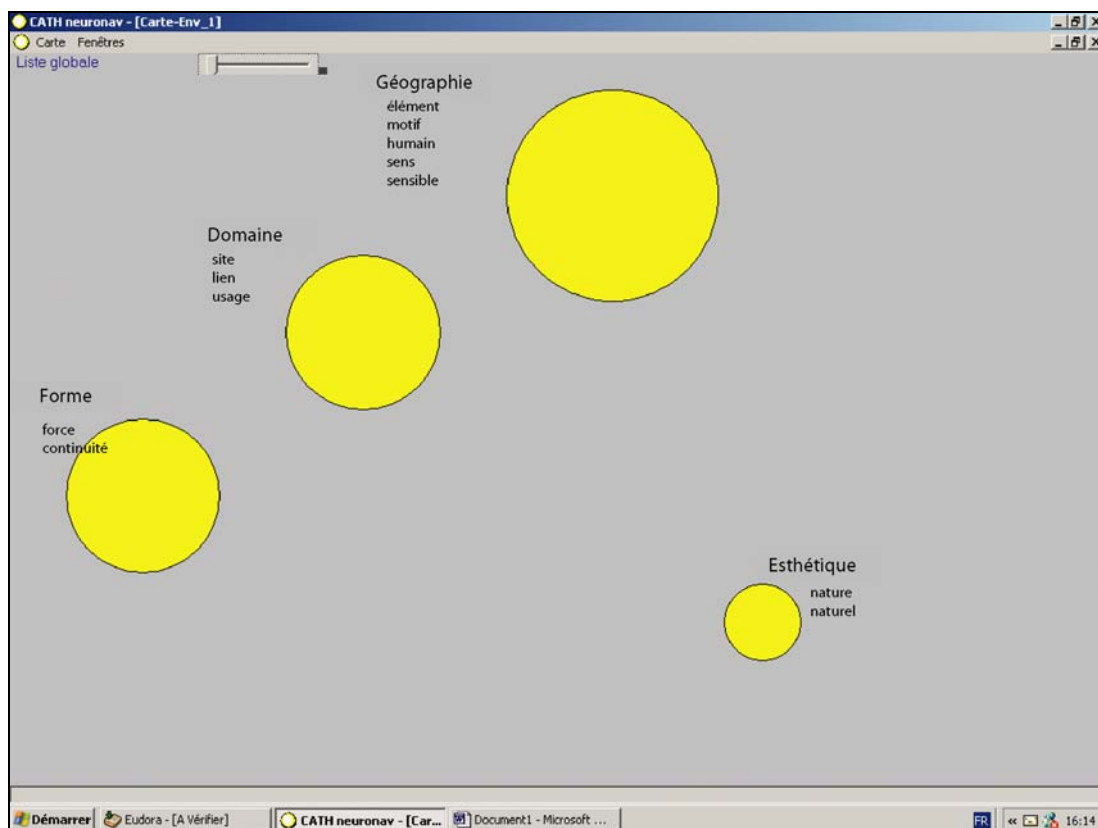 CATH neuronav - [Carte-Env_1]
Carte Fenêtres
Liste globale
Géographie
élément
motif
humain
sens
sensible
Domaine
site
lien
usage
Forme
force
continuité
Esthétique
nature
naturel
Démarrer Eudora - [A Vérifier] CATH neuronav - [Car... Document1 - Microsoft ... FR « 16:14